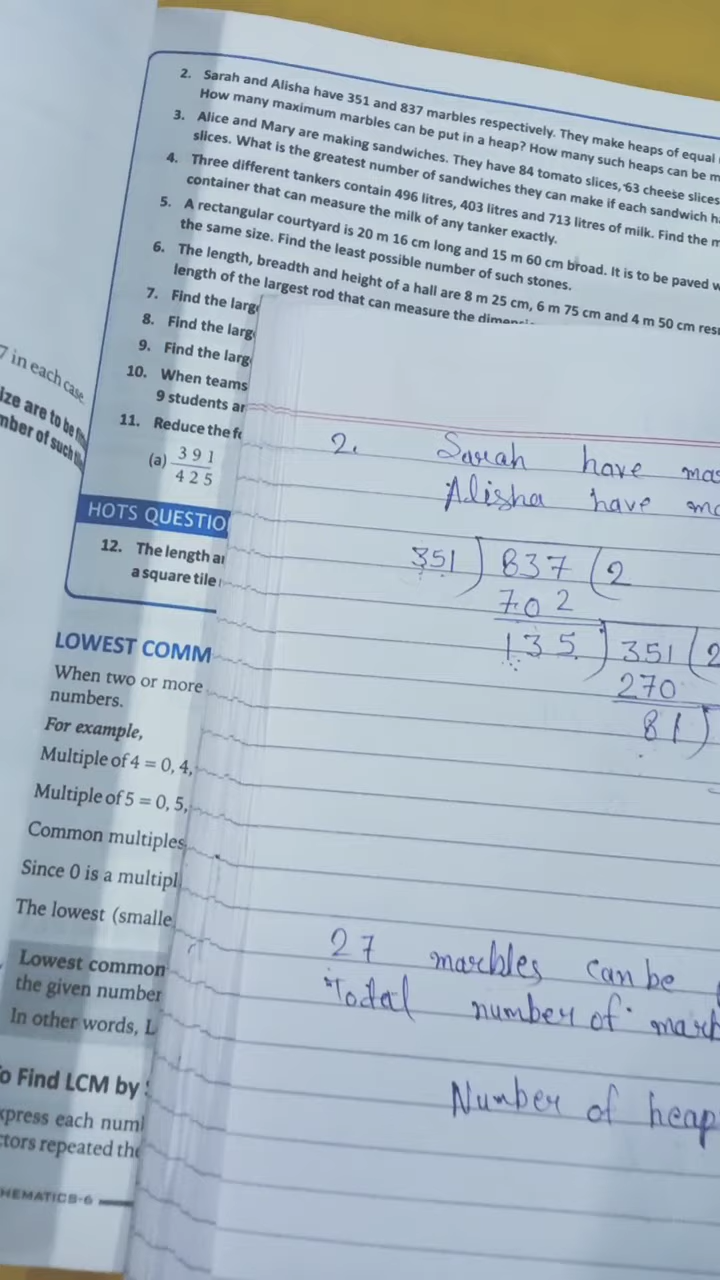 2. Sarah and Alisha have 351 and 837 marbles respectively. They make heaps of equal
How many maximum marbles can be put in a heap? How many such heaps can be m
3. Alice and Mary are making sandwiches. They have 84 tomato slices, 63 cheese slices
slices. What is the greatest number of sandwiches they can make if each sandwich h
4. Three different tankers contain 496 litres, 403 litres and 713 litres of milk. Find the m
container that can measure the milk of any tanker exactly.
5. A rectangular courtyard is 20 m 16 cm long and 15 m 60 cm broad. It is to be paved w
the same size. Find the least possible number of such stones.
6. The length, breadth and height of a hall are 8 m 25 cm, 6 m 75 cm and 4 m 50 cm res
length of the largest rod that can measure the dimensi
7. Find the larg
8. Find the larg
9. Find the larg
10. When teams
9 students ar
11. Reduce the f
(a) 391
425
HOTS QUESTIO
12. The length a
a square tile
7 in each case
ize are to be
mber of such
LOWEST COMM
When two or more
numbers.
For example,
Multiple of 4 = 0, 4,
Multiple of 5 = 0, 5,
Common multiples
Since 0 is a multipl
The lowest (smalle
Lowest common
the given number
In other words, L
o Find LCM by
xpress each num
ctors repeated the
HEMATICS-6
2. Sarah have mar
Alisha have ma
351 ) 837 ( 2
702
135 ) 351 ( 2
270
81 )
27 marbles can be
Total number of marb
Number of heap